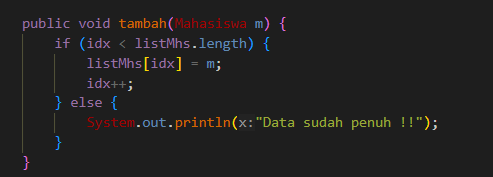 public void tambah(Mahasiswa m) {
if (idx < listMhs.length) {
listMhs[idx] = m;
idx++;
} else {
System.out.println(x:"Data sudah penuh !!");
}
}